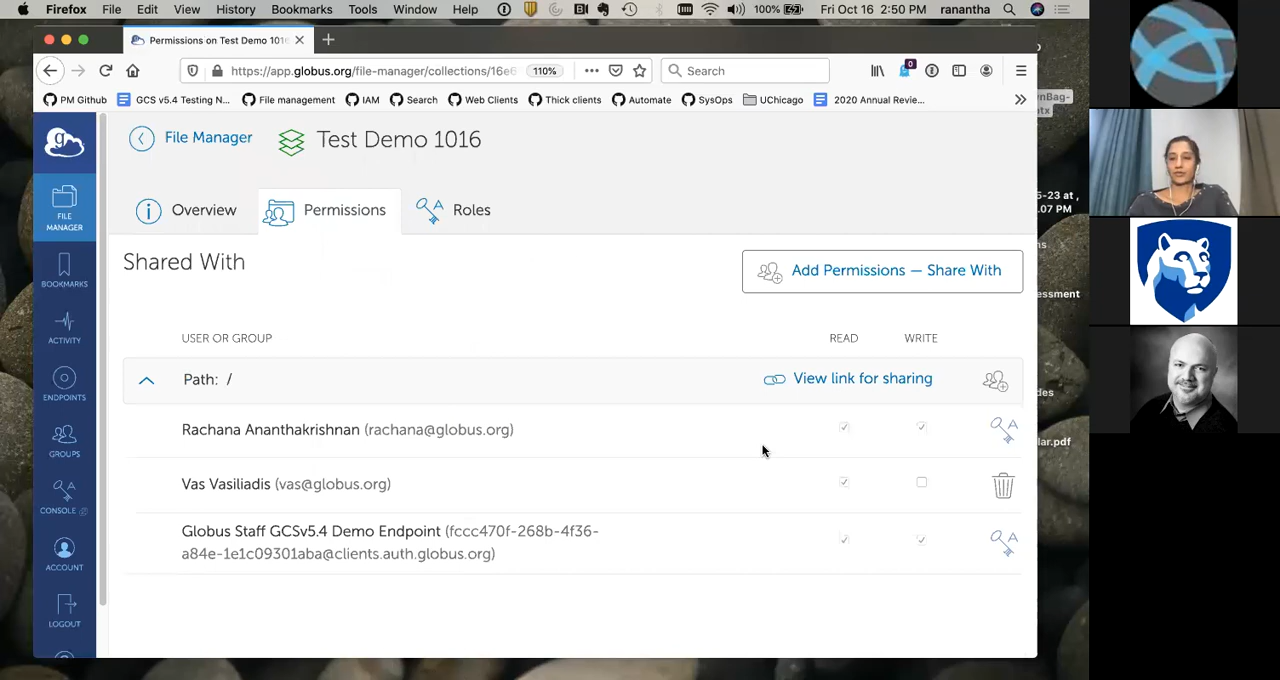 Firefox File Edit View History Bookmarks Tools Window Help 100% Fri Oct 16 2:50 PM ranantha
Permissions on Test Demo 1016
https://app.globus.org/file-manager/collections/16e6 110% Search
PM Github GCS v5.4 Testing N... File management IAM Search Web Clients Thick clients Automate SysOps UChicago 2020 Annual Revie...
File Manager Test Demo 1016
Overview Permissions Roles
Shared With
Add Permissions — Share With
USER OR GROUP READ WRITE
Path: / View link for sharing
Rachana Ananthakrishnan (rachana@globus.org)
Vas Vasiliadis (vas@globus.org)
Globus Staff GCSv5.4 Demo Endpoint (fccc470f-268b-4f36-
a84e-1e1c09301aba@clients.auth.globus.org)
FILE
MANAGER
BOOKMARKS
ACTIVITY
ENDPOINTS
GROUPS
CONSOLE
ACCOUNT
LOGOUT